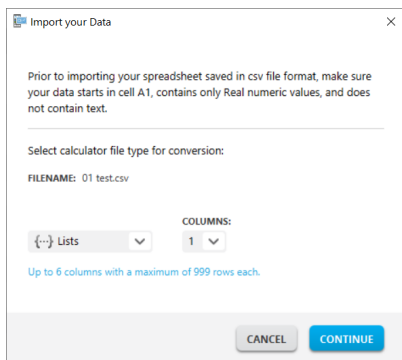 Import your Data
Prior to importing your spreadsheet saved in csv file format, make sure
your data starts in cell A1, contains only Real numeric values, and does
not contain text.
Select calculator file type for conversion:
FILENAME: 01 test.csv
COLUMNS:
{···} Lists 1
Up to 6 columns with a maximum of 999 rows each.
CANCEL CONTINUE